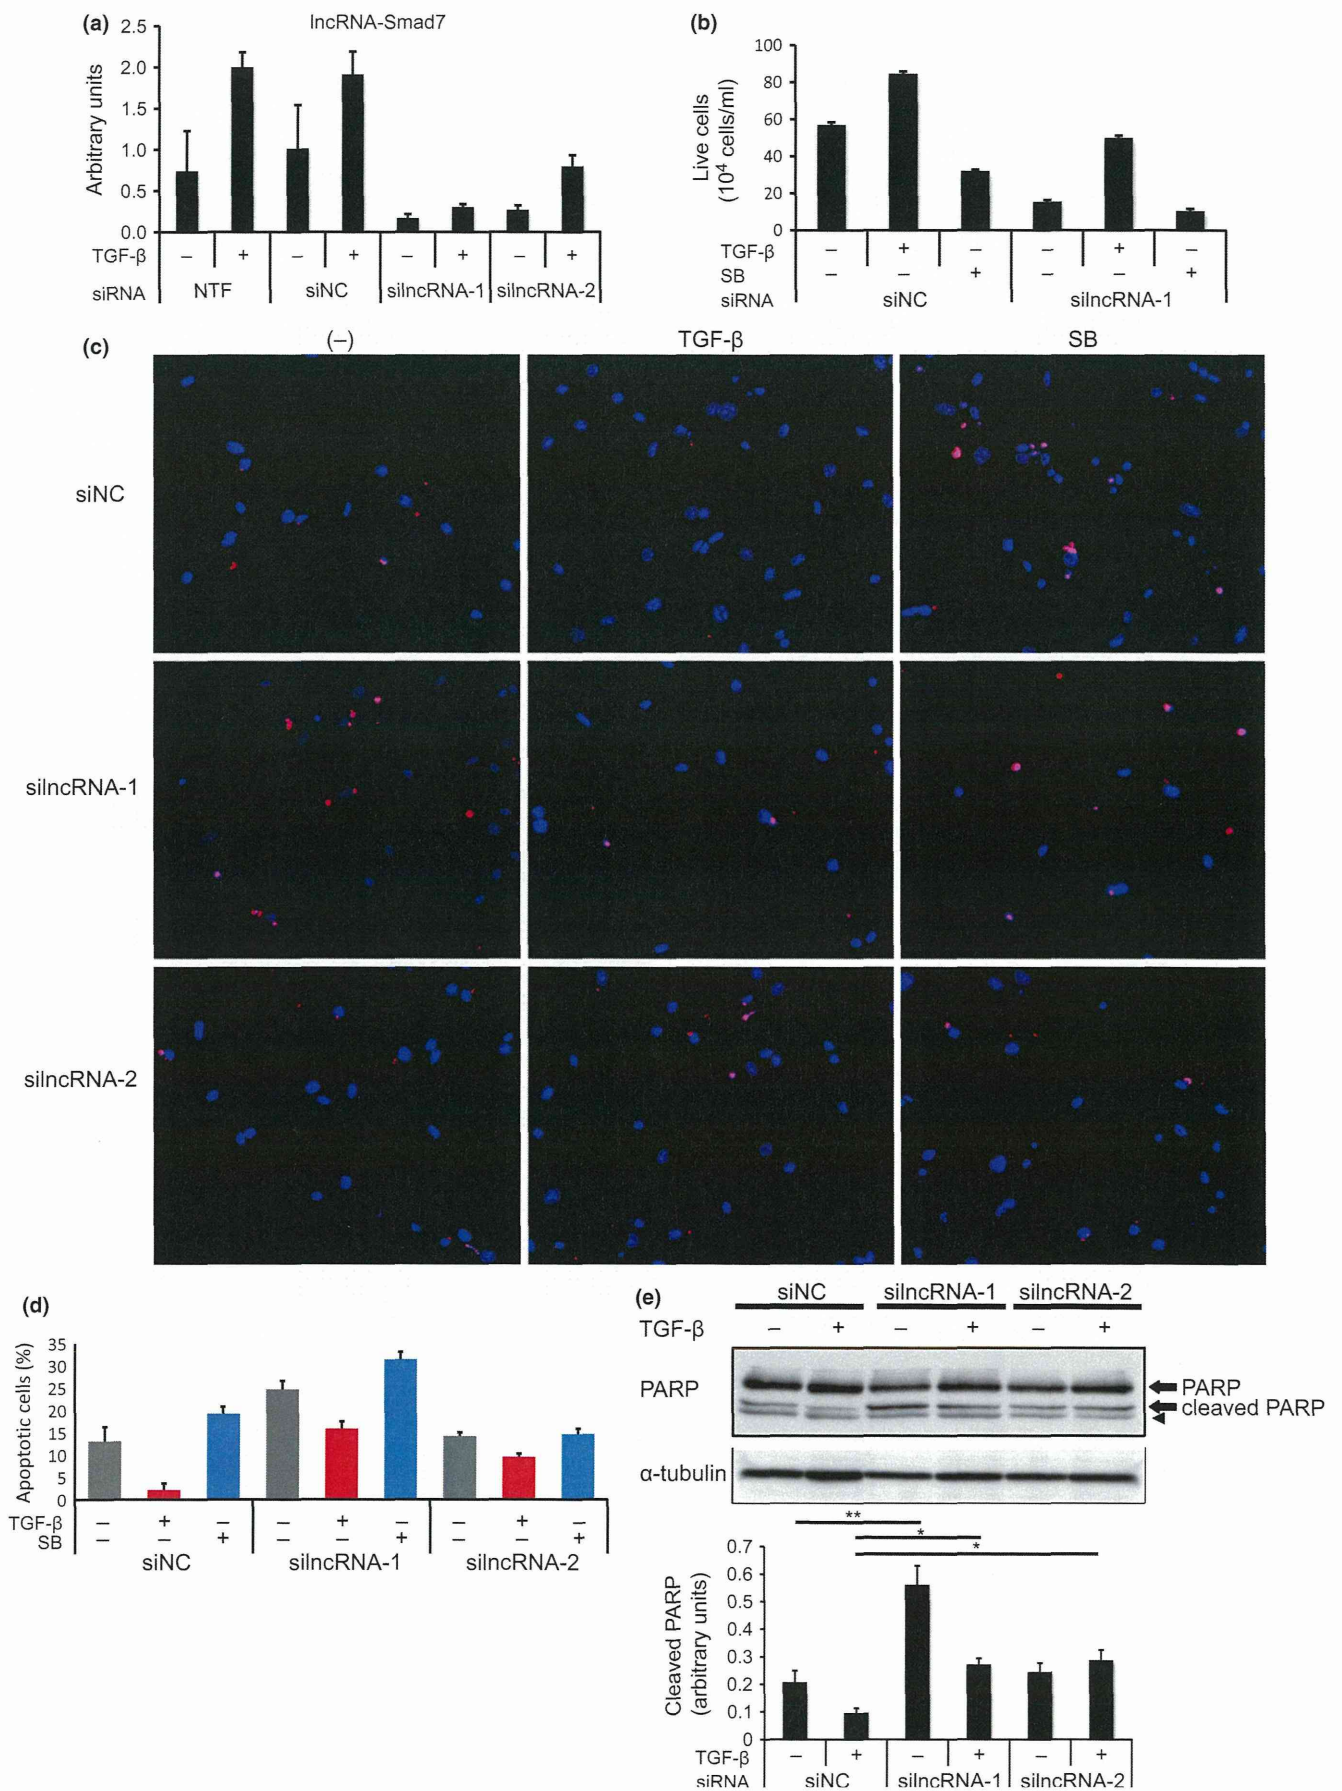 (a)
lncRNA-Smad7
Arbitrary units
2.5
2.0
1.5
1.0
0.5
0.0
TGF-β – + – + – + – +
siRNA NTF siNC silncRNA-1 silncRNA-2
(b)
Live cells
(10⁴ cells/ml)
100
80
60
40
20
0
TGF-β – + – – + –
SB – – + – – +
siRNA siNC silncRNA-1
(c)
(–) TGF-β SB
siNC
silncRNA-1
silncRNA-2
(d)
Apoptotic cells (%)
35
30
25
20
15
10
5
0
TGF-β – + – – + – – + –
SB – – + – – + – – +
siNC silncRNA-1 silncRNA-2
(e)
siNC silncRNA-1 silncRNA-2
TGF-β – + – + – +
PARP
PARP
cleaved PARP
α-tubulin
**
*
*
Cleaved PARP
(arbitrary units)
0.7
0.6
0.5
0.4
0.3
0.2
0.1
0
TGF-β – + – + – +
siRNA siNC silncRNA-1 silncRNA-2